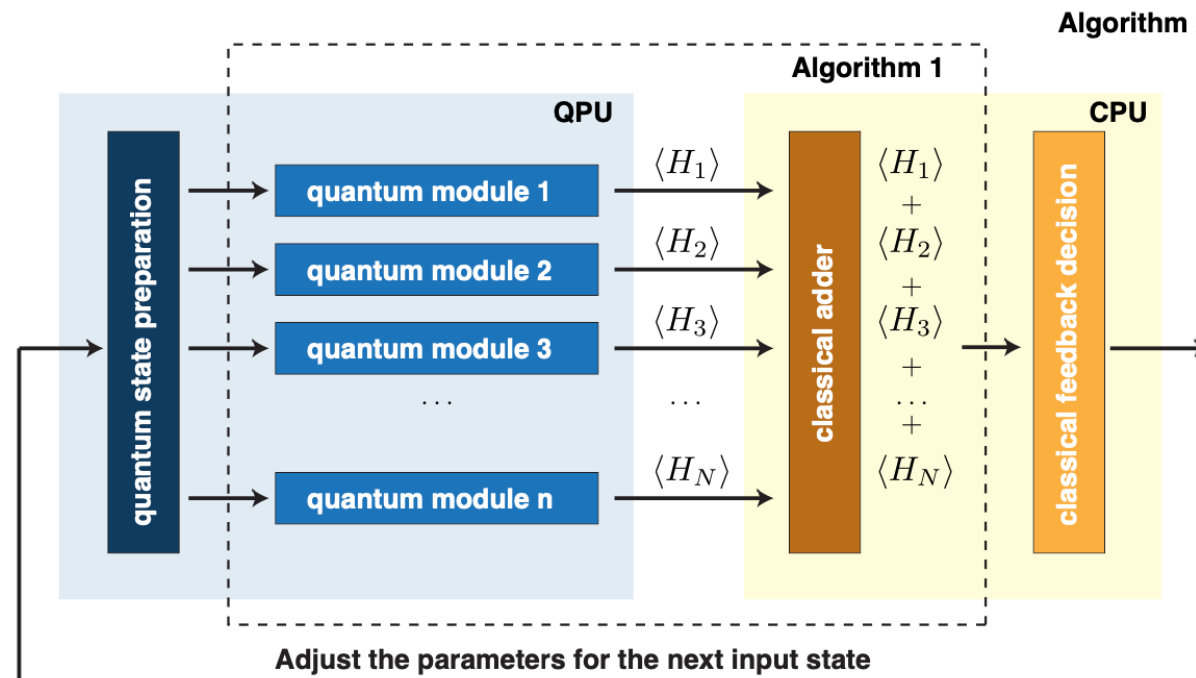 Algorithm
Algorithm 1
QPU
CPU
quantum state preparation
quantum module 1
quantum module 2
quantum module 3
...
quantum module n
⟨H₁⟩
⟨H₂⟩
⟨H₃⟩
...
⟨H_N⟩
classical adder
⟨H₁⟩
+
⟨H₂⟩
+
⟨H₃⟩
+
...
+
⟨H_N⟩
classical feedback decision
Adjust the parameters for the next input state